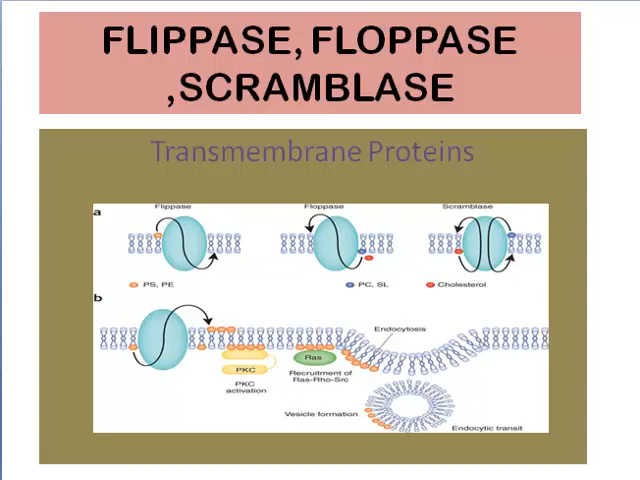 FLIPPASE, FLOPPASE
,SCRAMBLASE
Transmembrane Proteins
a
Flippase
Floppase
Scramblase
PS, PE
PC, SL
Cholesterol
b
Endocytosis
PKC
Ras
PKC
activation
Recruitment of
Ras-Rho-Src
Vesicle formation
Endocytic transit